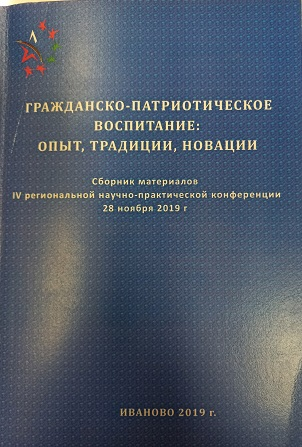 ГРАЖДАНСКО-ПАТРИОТИЧЕСКОЕ
ВОСПИТАНИЕ:
ОПЫТ, ТРАДИЦИИ, НОВАЦИИ
Сборник материалов
IV региональной научно-практической конференции
28 ноября 2019 г
ИВАНОВО 2019 г.